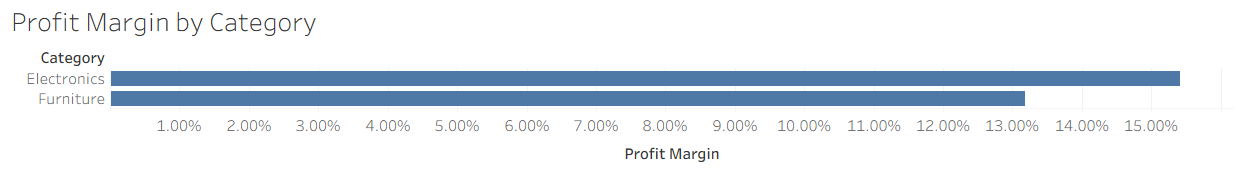 Profit Margin by Category
Category
Electronics
Furniture
1.00% 2.00% 3.00% 4.00% 5.00% 6.00% 7.00% 8.00% 9.00% 10.00% 11.00% 12.00% 13.00% 14.00% 15.00%
Profit Margin